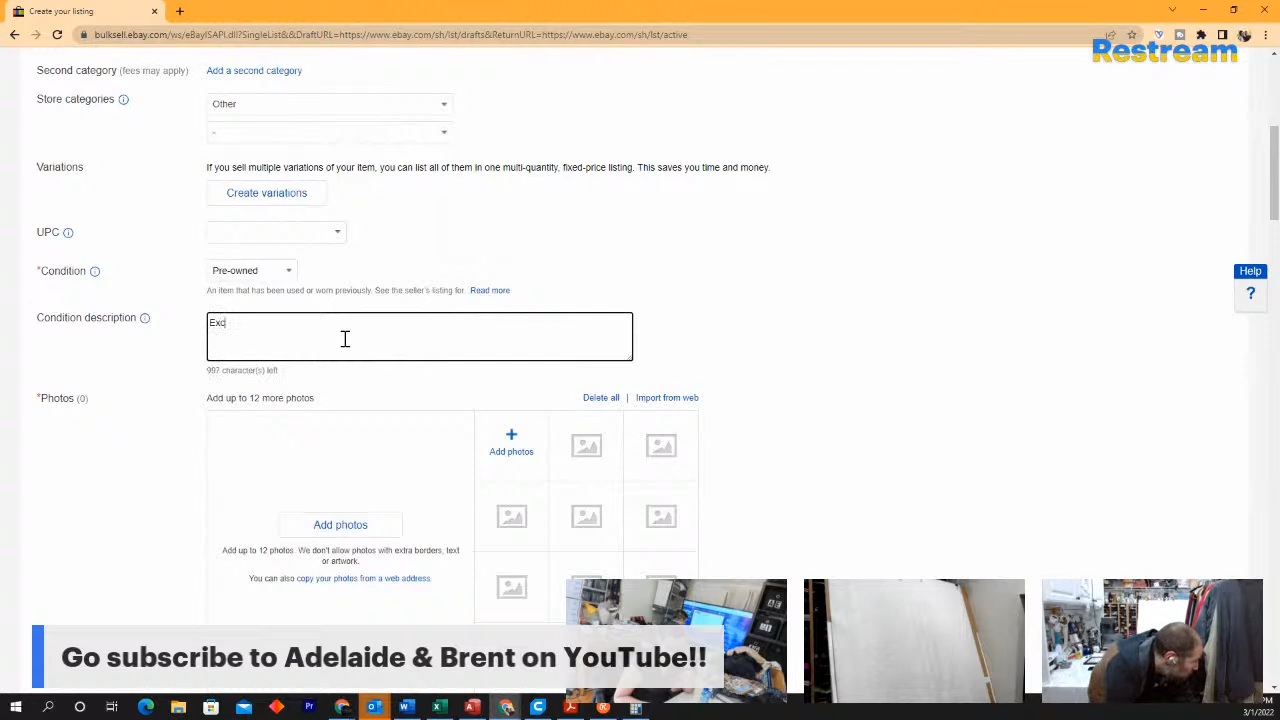 Create your listing
bulksell.ebay.com/ws/eBayISAPI.dll?SingleList&&DraftURL=https://www.ebay.com/sh/lst/drafts&ReturnURL=https://www.ebay.com/sh/lst/active
Restream
Second category (fees may apply)
Add a second category
Store categories
Other
-
Variations
If you sell multiple variations of your item, you can list all of them in one multi-quantity, fixed-price listing. This saves you time and money.
Create variations
UPC
*Condition
Pre-owned
An item that has been used or worn previously. See the seller's listing for Read more
Help
?
Condition description
Exc
997 character(s) left
*Photos (0)
Add up to 12 more photos
Delete all | Import from web
+
Add photos
Add photos
Add up to 12 photos. We don't allow photos with extra borders, text
or artwork.
You can also copy your photos from a web address.
Go subscribe to Adelaide & Brent on YouTube!!
PM
3/1/2022